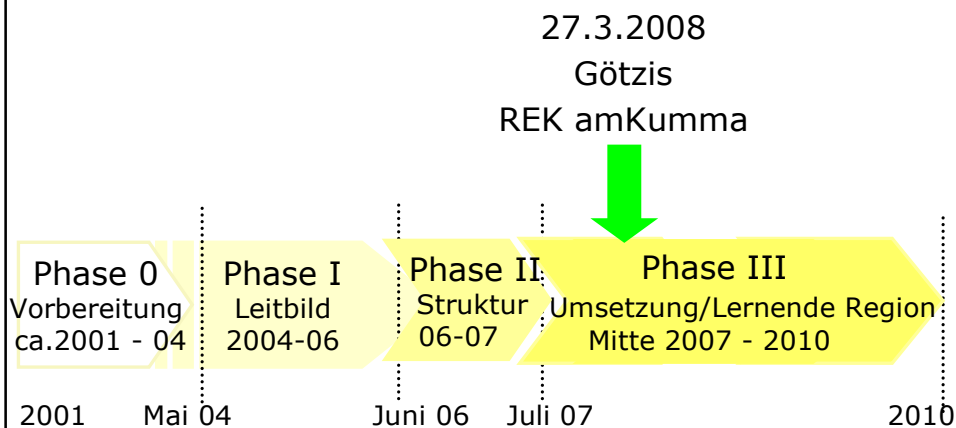 27.3.2008
Götzis
REK amKumma
Phase 0
Vorbereitung
ca.2001 - 04
Phase I
Leitbild
2004-06
Phase II
Struktur
06-07
Phase III
Umsetzung/Lernende Region
Mitte 2007 - 2010
2001
Mai 04
Juni 06
Juli 07
2010